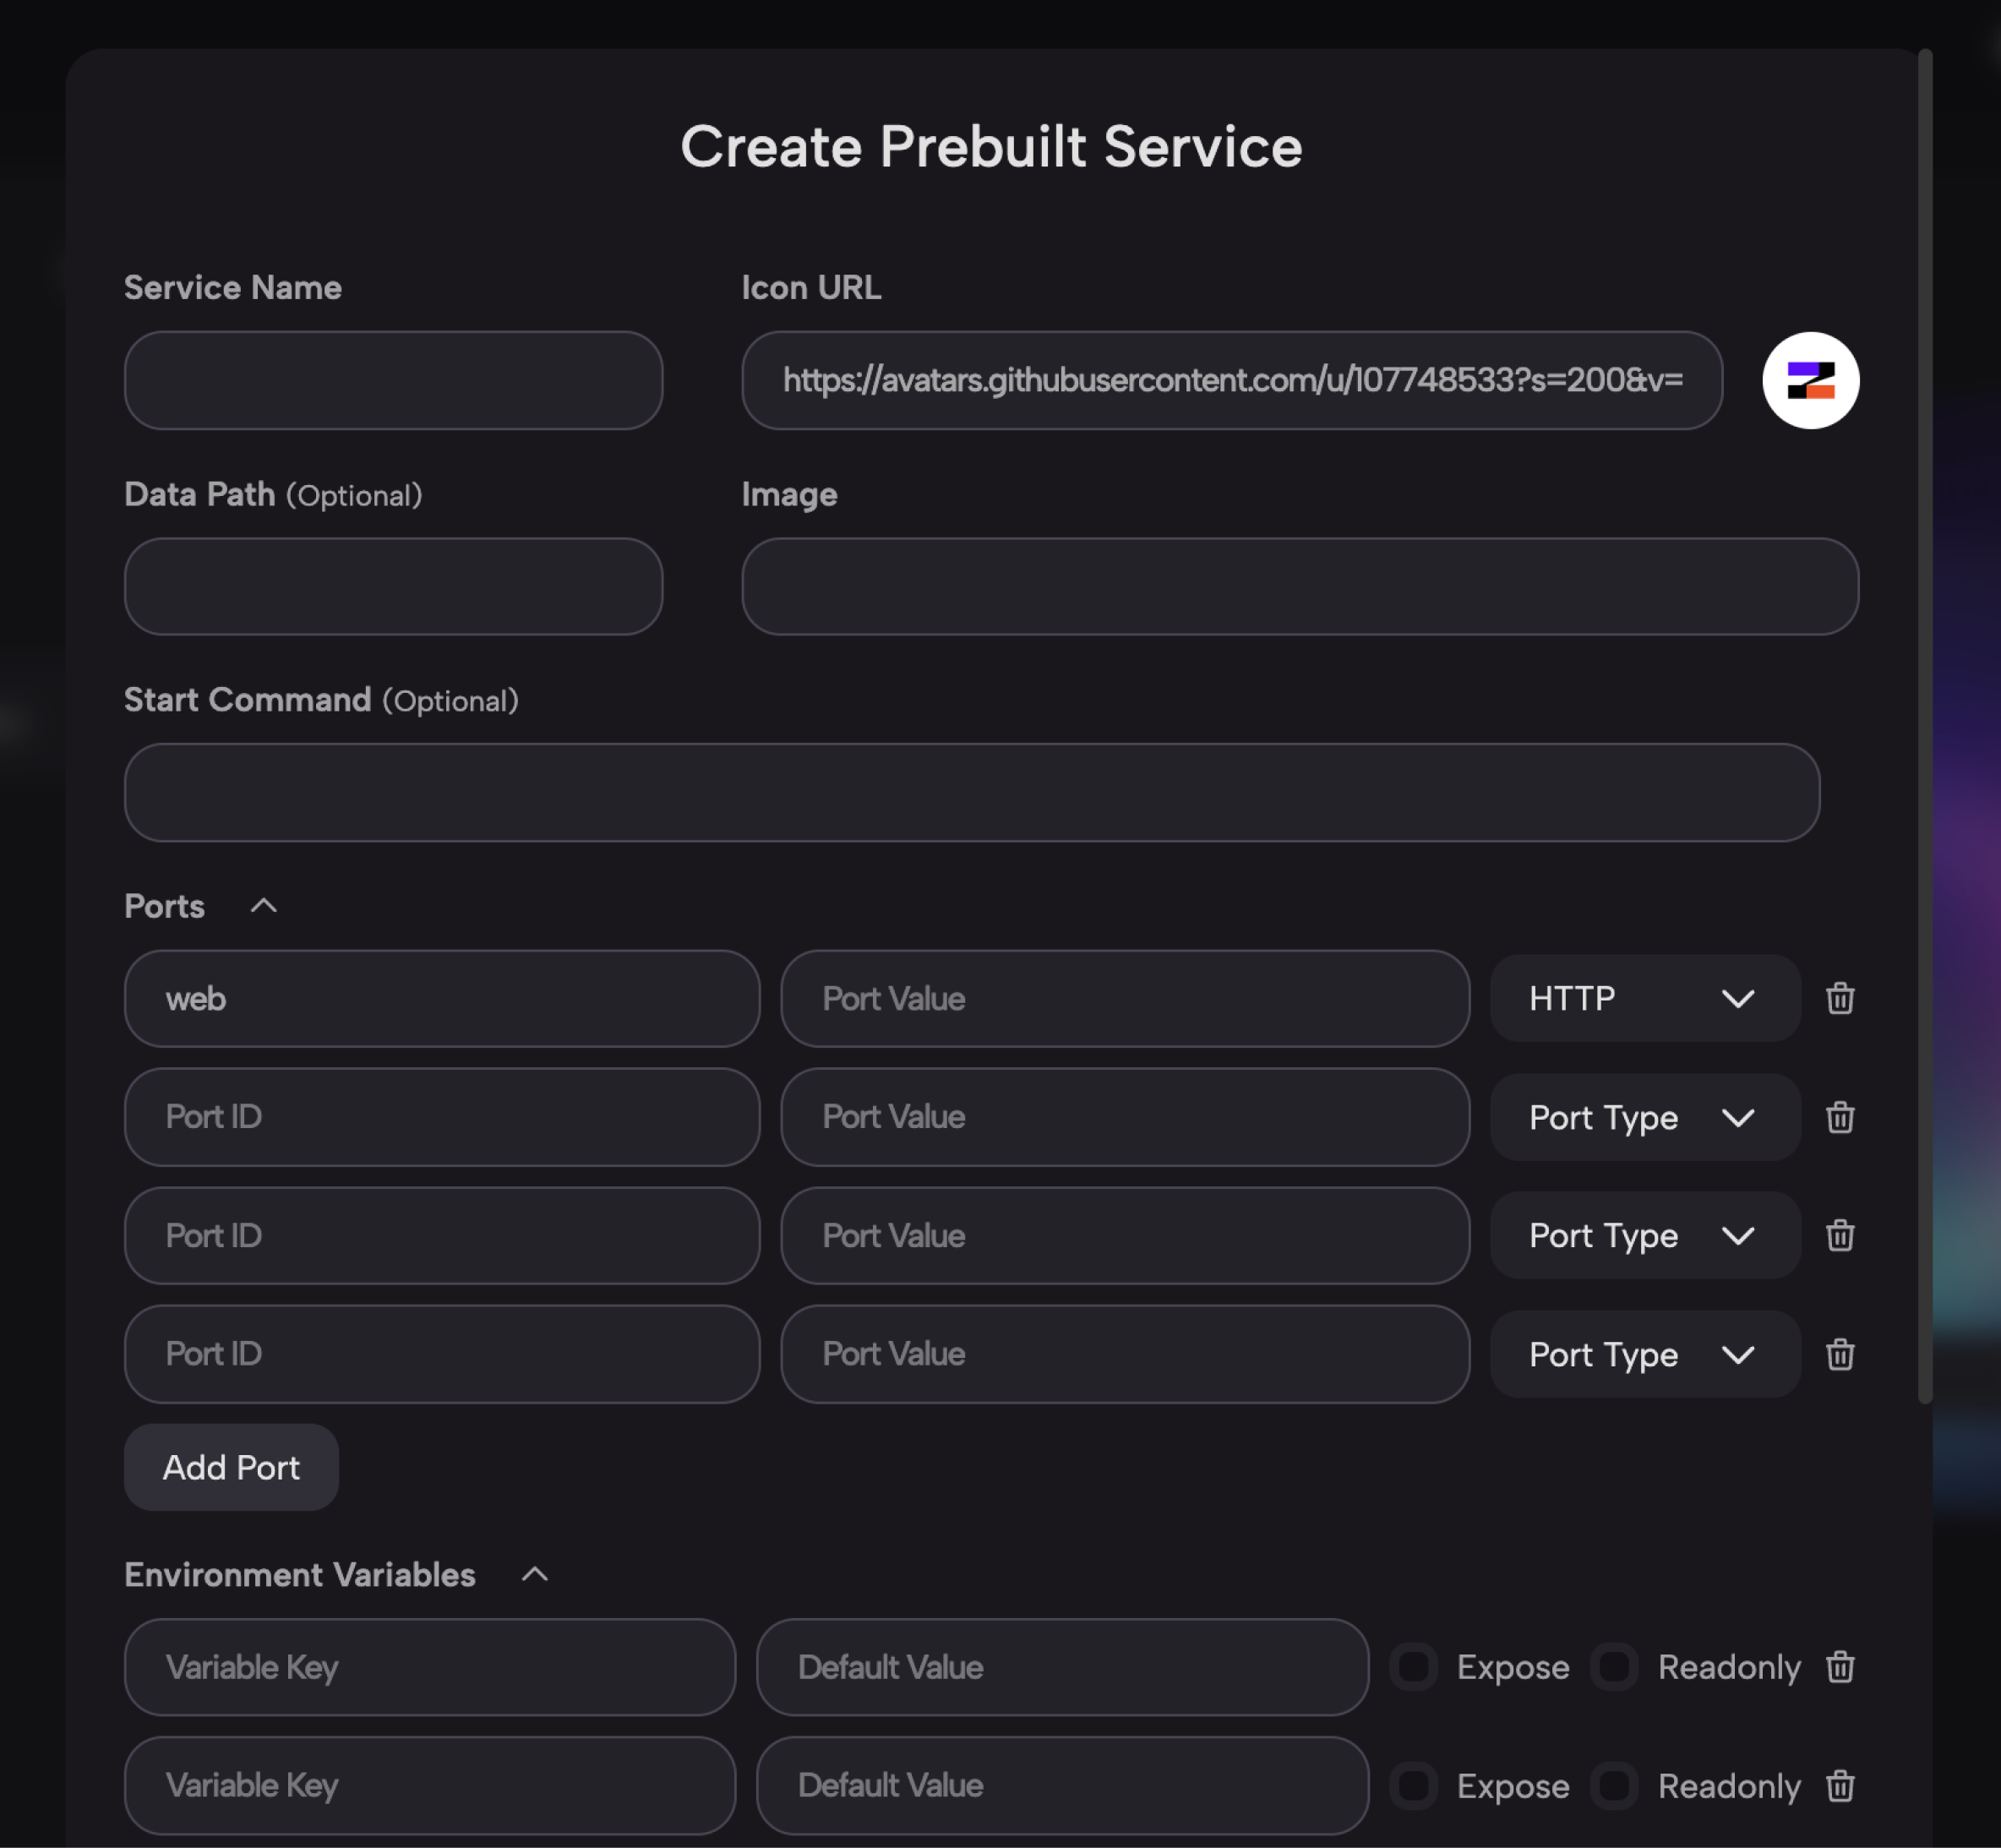 Create Prebuilt Service
Service Name
Icon URL
https://avatars.githubusercontent.com/u/107748533?s=200&v=
Data Path (Optional)
Image
Start Command (Optional)
Ports
web
Port Value
HTTP
Port ID
Port Value
Port Type
Port ID
Port Value
Port Type
Port ID
Port Value
Port Type
Add Port
Environment Variables
Variable Key
Default Value
Expose
Readonly
Variable Key
Default Value
Expose
Readonly